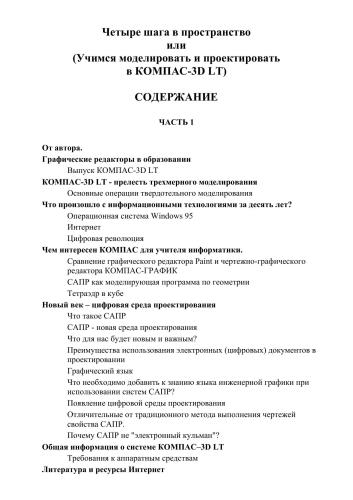 Четыре шага в пространство
или
(Учимся моделировать и проектировать
в КОМПАС-3D LT)
СОДЕРЖАНИЕ
ЧАСТЬ 1
От автора.
Графические редакторы в образовании
Выпуск КОМПАС-3D LT
КОМПАС-3D LT - прелесть трехмерного моделирования
Основные операции твердотельного моделирования
Что произошло с информационными технологиями за десять лет?
Операционная система Windows 95
Интернет
Цифровая революция
Чем интересен КОМПАС для учителя информатики.
Сравнение графического редактора Paint и чертежно-графического
редактора КОМПАС-ГРАФИК
САПР как моделирующая программа по геометрии
Тетраэдр в кубе
Новый век – цифровая среда проектирования
Что такое САПР
САПР - новая среда проектирования
Что для нас будет новым и важным?
Преимущества использования электронных (цифровых) документов в
проектировании
Графический язык
Что необходимо добавить к знанию языка инженерной графики при
использовании систем САПР?
Появление цифровой среды проектирования
Отличительные от традиционного метода выполнения чертежей
свойства САПР.
Почему САПР не "электронный кульман"?
Общая информация о системе КОМПАС–3D LT
Требования к аппаратным средствам
Литература и ресурсы Интернет